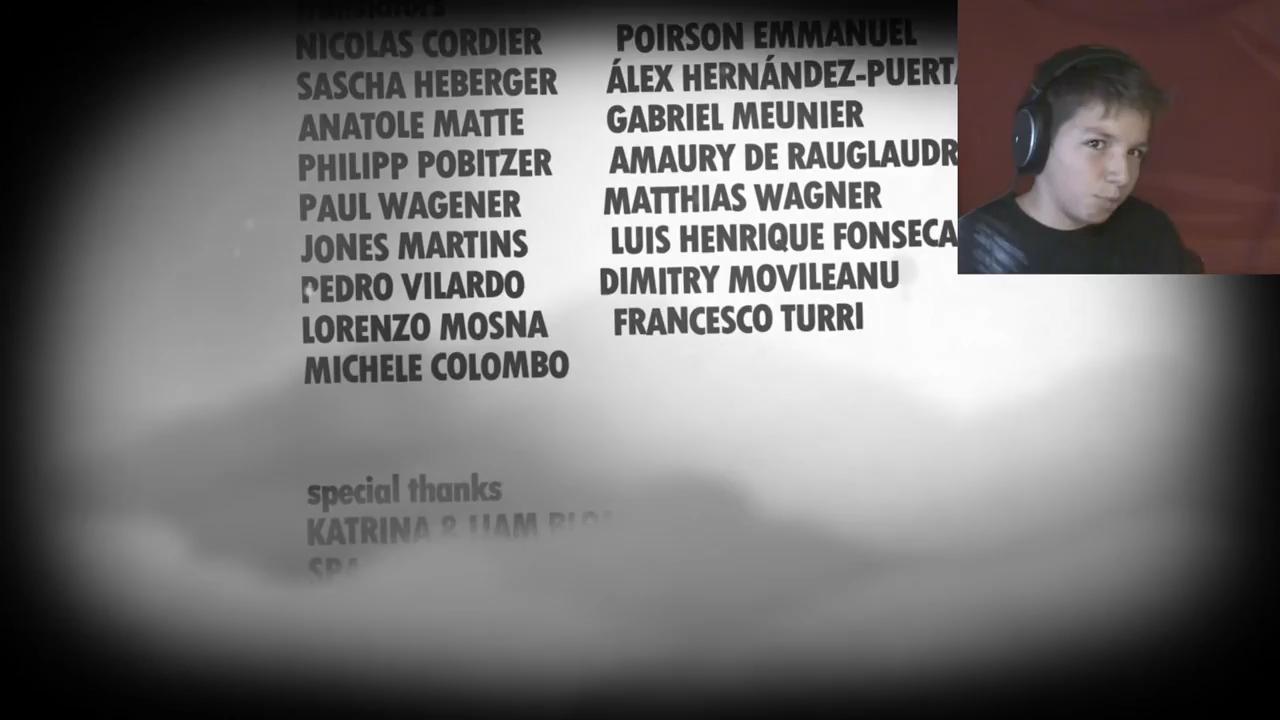 translators
NICOLAS CORDIER
SASCHA HEBERGER
ANATOLE MATTE
PHILIPP POBITZER
PAUL WAGENER
JONES MARTINS
PEDRO VILARDO
LORENZO MOSNA
MICHELE COLOMBO
POIRSON EMMANUEL
ÁLEX HERNÁNDEZ-PUERTA
GABRIEL MEUNIER
AMAURY DE
MATTHIAS WAGNER
LUIS HENRIQUE FONSECA
DIMITRY MOVILEANU
FRANCESCO TURRI
special thanks
KATRINA & LIAM